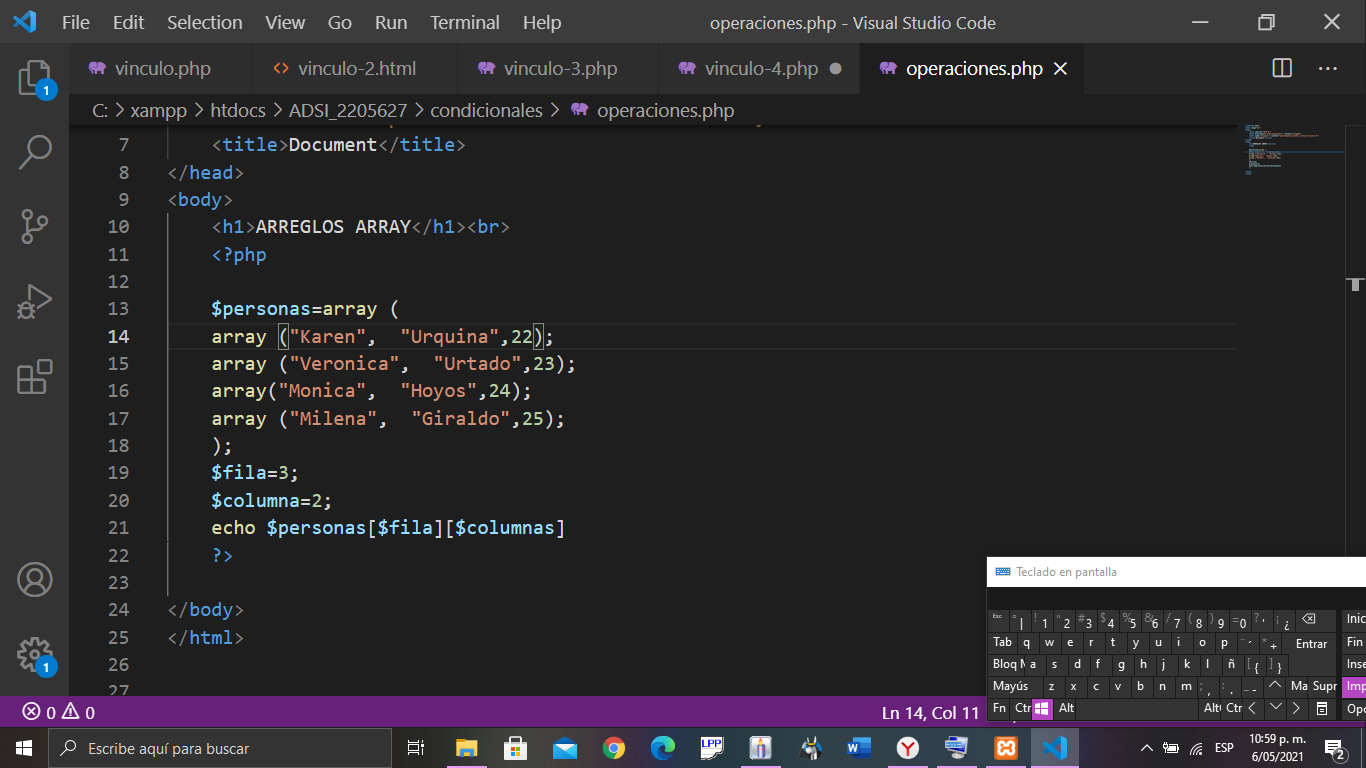 File Edit Selection View Go Run Terminal Help operaciones.php - Visual Studio Code
vinculo.php vinculo-2.html vinculo-3.php vinculo-4.php operaciones.php
1
C: > xampp > htdocs > ADSI_2205627 > condicionales > operaciones.php
7 <title>Document</title>
8 </head>
9 <body>
10 <h1>ARREGLOS ARRAY</h1><br>
11 <?php
12
13 $personas=array (
14 array ("Karen", "Urquina",22);
15 array ("Veronica", "Urtado",23);
16 array("Monica", "Hoyos",24);
17 array ("Milena", "Giraldo",25);
18 );
19 $fila=3;
20 $columna=2;
21 echo $personas[$fila][$columnas]
22 ?>
23
24 </body>
25 </html>
26
27
1
0 0
Ln 14, Col 11
Teclado en pantalla
esc ° | ! 1 " 2 # 3 $ 4 % 5 & 6 / 7 ( 8 ) 9 = 0 ? ' ¡ ¿ Inic
Tab q w e r t y u i o p ¨ ´ * + Entrar Fin
Bloq M a s d f g h j k l ñ [ { ] } Inse
Mayús z x c v b n m ; , : . _ - Ma Supr Imp
Fn Ctr Alt Alt Ctr Opc
Escribe aquí para buscar
LPP
ESP
10:59 p. m.
6/05/2021
2